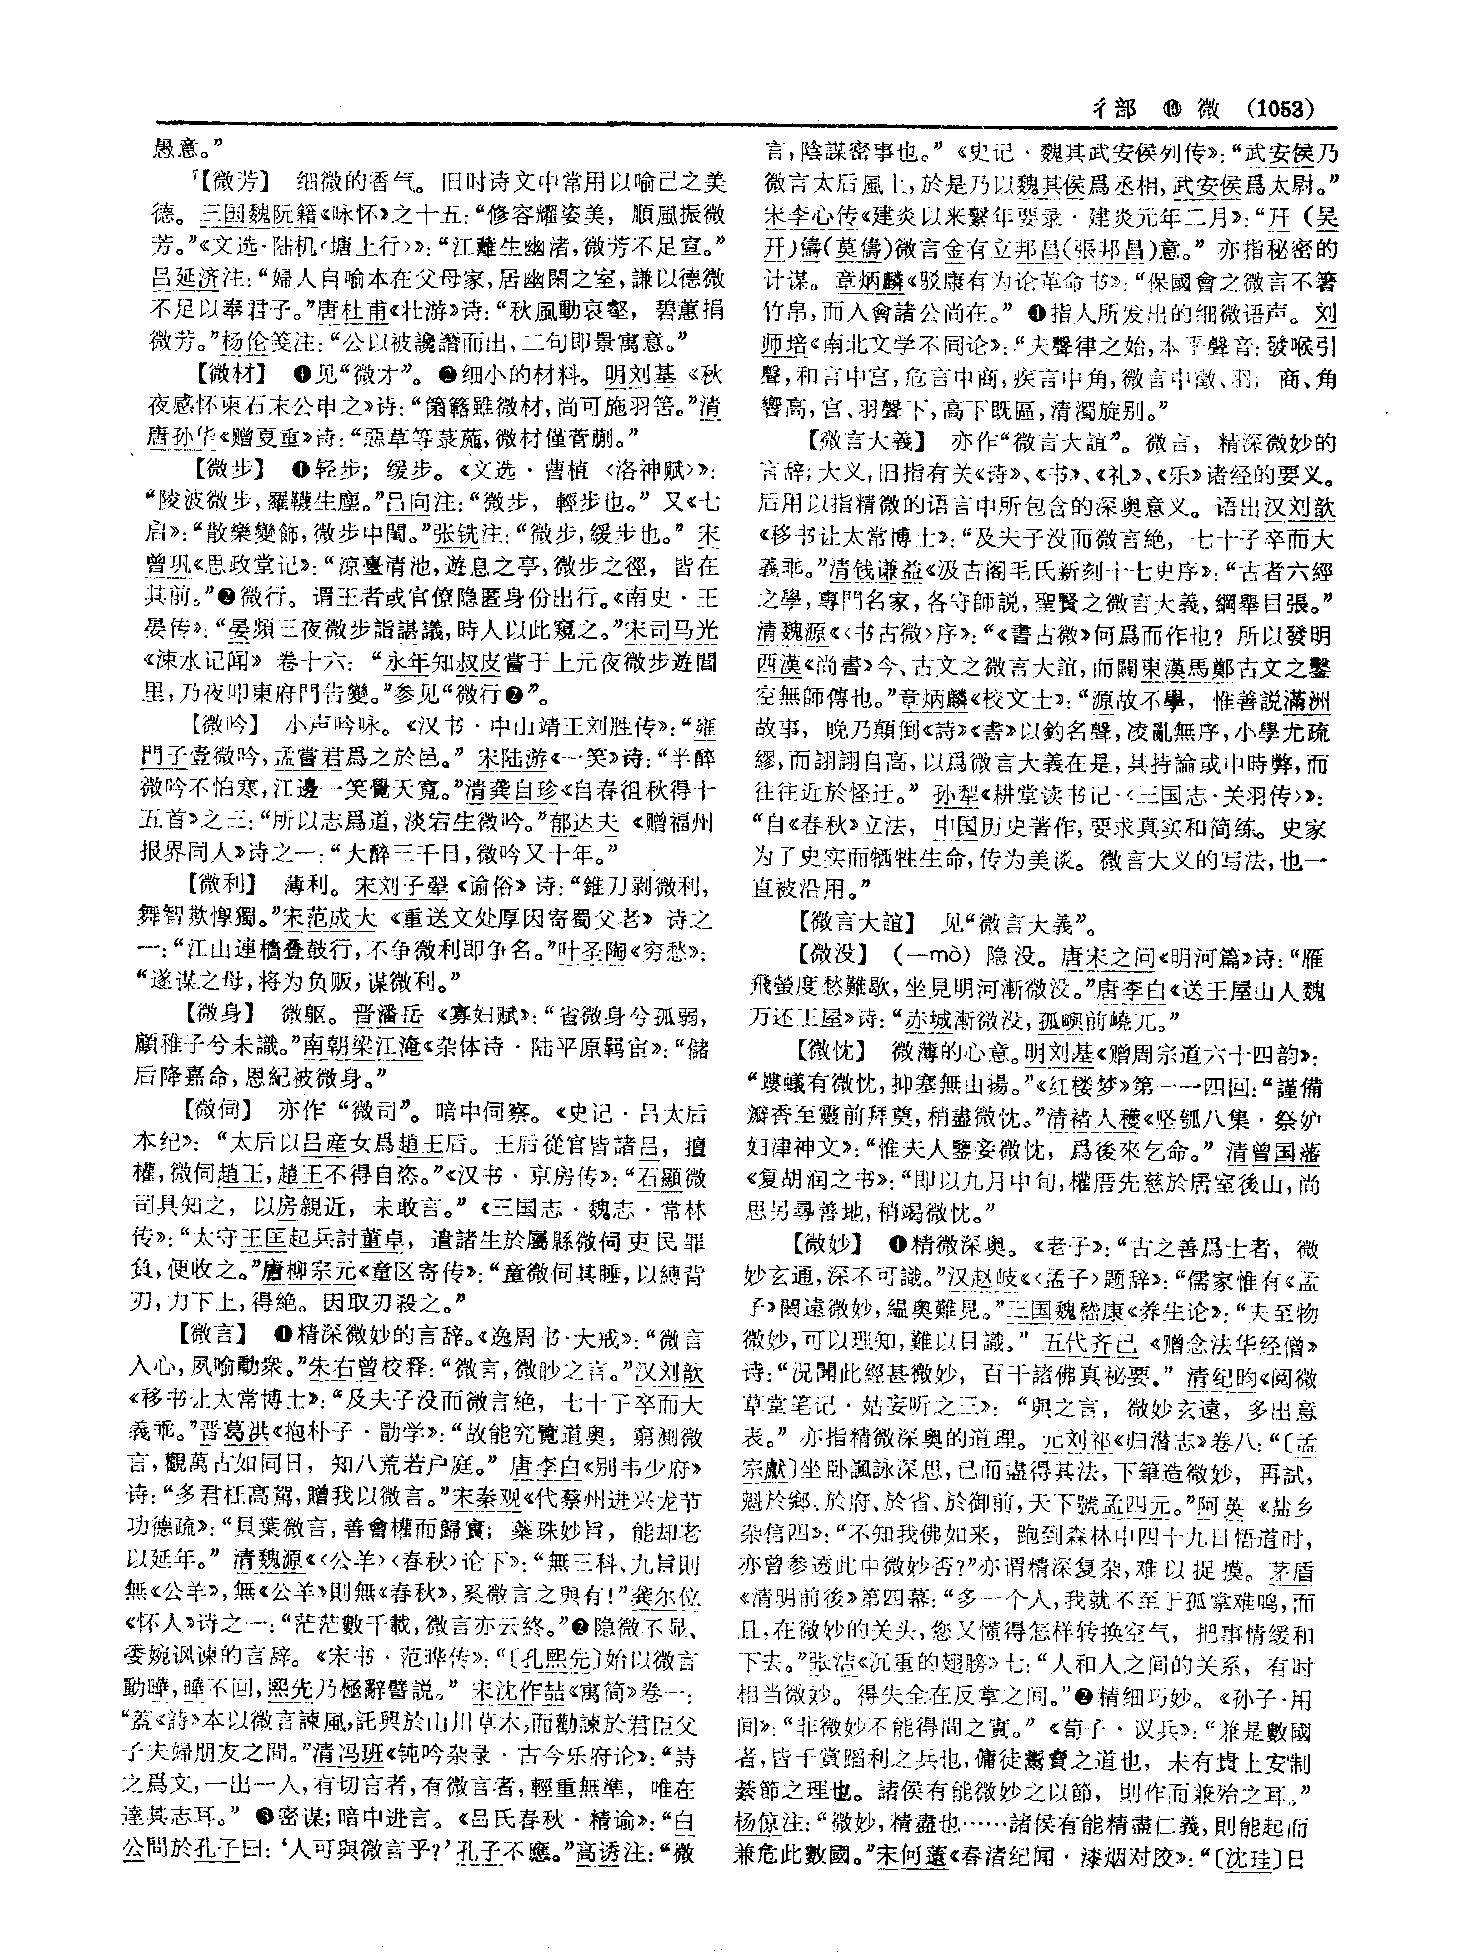 彳部 ⑩ 微 (1053)
愚意。”
【微芳】 细微的香气。旧时诗文中常用以喻己之美
德。三国魏阮籍《咏怀》之十五：“修容耀姿美，順風振微
芳。”《文选·陆机〈塘上行〉》：“江蘺生幽渚，微芳不足宣。”
吕延济注：“婦人自喻本在父母家，居幽閑之室，謙以德微
不足以奉君子。”唐杜甫《壮游》诗：“秋風動哀壑，碧蕙捐
微芳。”杨伦笺注：“公以被讒譖而出，二句即景寓意。”
【微材】 ❶见“微才”。❷细小的材料。明刘基《秋
夜感怀柬石末公申之》诗：“簵簵雖微材，尚可施羽笘。”清
唐孙华《赠夏重》诗：“惡草等菉葹，微材僅菅蒯。”
【微步】 ❶轻步；缓步。《文选·曹植〈洛神赋〉》：
“陵波微步，羅韈生塵。”吕向注：“微步，輕步也。”又《七
启》：“散樂變飾，微步中閨。”张铣注：“微步，缓步也。”宋
曾巩《思政堂记》：“凉臺清池，遊息之亭，微步之徑，皆在
其前。”❷微行。谓王者或官僚隐匿身份出行。《南史·王
晏传》：“晏頻三夜微步詣諶議，時人以此窺之。”宋司马光
《涑水记闻》卷十六：“永年知叔皮嘗于上元夜微步遊閭
里，乃夜叩東府門告變。”参见“微行❷”。
【微吟】 小声吟咏。《汉书·中山靖王刘胜传》：“雍
門子壹微吟，孟嘗君爲之於邑。”宋陆游《一笑》诗：“半醉
微吟不怕寒，江邊一笑覺天寬。”清龚自珍《自春徂秋得十
五首》之三：“所以志爲道，淡宕生微吟。”郁达夫《赠福州
报界同人》诗之一：“大醉三千日，微吟又十年。”
【微利】 薄利。宋刘子翚《谕俗》诗：“錐刀剥微利，
舞智欺惸獨。”宋范成大《重送文处厚因寄蜀父老》诗之
一：“江山連檣疊鼓行，不争微利即争名。”叶圣陶《穷愁》：
“遂谋之母，将为负贩，谋微利。”
【微身】 微躯。晋潘岳《寡妇赋》：“省微身兮孤弱，
顧稚子兮未識。”南朝梁江淹《杂体诗·陆平原羁宦》：“儲
后降嘉命，恩紀被微身。”
【微伺】 亦作“微司”。暗中伺察。《史记·吕太后
本纪》：“太后以吕産女爲趙王后。王后從官皆諸吕，擅
權，微伺趙王，趙王不得自恣。”《汉书·京房传》：“石顯微
司具知之，以房親近，未敢言。”《三国志·魏志·常林
传》：“太守王匡起兵討董卓，遣諸生於屬縣微伺吏民罪
負，便收之。”唐柳宗元《童区寄传》：“童微伺其睡，以縛背
刃，力下上，得絶。因取刃殺之。”
【微言】 ❶精深微妙的言辞。《逸周书·大戒》：“微言
入心，夙喻動衆。”朱右曾校释：“微言，微眇之言。”汉刘歆
《移书让太常博士》：“及夫子没而微言絶，七十子卒而大
義乖。”晋葛洪《抱朴子·勖学》：“故能究覽道奥，窮測微
言，觀萬古如同日，知八荒若户庭。”唐李白《别韦少府》
诗：“多君枉高駕，贈我以微言。”宋秦观《代蔡州进兴龙节
功德疏》：“貝葉微言，善會權而歸實；蘂珠妙旨，能却老
以延年。”清魏源《〈公羊〉〈春秋〉论下》：“無三科、九旨則
無《公羊》，無《公羊》則無《春秋》，奚微言之與有！”龚尔位
《怀人》诗之一：“茫茫數千載，微言亦云終。”❷隐微不显、
委婉讽谏的言辞。《宋书·范晔传》：“〔孔熙先〕始以微言
動曄，曄不回，熙先乃極辭譬説。”宋沈作喆《寓简》卷一：
“蓋《詩》本以微言諫風，託興於山川草木，而勸諫於君臣父
子夫婦朋友之間。”清冯班《钝吟杂录·古今乐府论》：“詩
之爲文，一出一入，有切言者，有微言者，輕重無準，唯在
達其志耳。”❸密谋；暗中进言。《吕氏春秋·精谕》：“白
公問於孔子曰：‘人可與微言乎？’孔子不應。”高诱注：“微
言，陰謀密事也。”《史记·魏其武安侯列传》：“武安侯乃
微言太后風上，於是乃以魏其侯爲丞相，武安侯爲太尉。”
宋李心传《建炎以来繫年要录·建炎元年二月》：“幵（吴
幵）儔（莫儔）微言金有立邦昌（張邦昌）意。”亦指秘密的
计谋。章炳麟《驳康有为论革命书》：“保國會之微言不箸
竹帛，而入會諸公尚在。”❹指人所发出的细微语声。刘
师培《南北文学不同论》：“夫聲律之始，本乎聲音：發喉引
聲，和言中宫，危言中商，疾言中角，微言中徵、羽；商、角
響高，宫、羽聲下，高下既區，清濁旋别。”
【微言大義】 亦作“微言大誼”。微言，精深微妙的
言辞；大义，旧指有关《诗》、《书》、《礼》、《乐》诸经的要义。
后用以指精微的语言中所包含的深奥意义。语出汉刘歆
《移书让太常博士》：“及夫子没而微言絶，七十子卒而大
義乖。”清钱谦益《汲古阁毛氏新刻十七史序》：“古者六經
之學，專門名家，各守師説，聖賢之微言大義，綱舉目張。”
清魏源《〈书古微〉序》：“《書古微》何爲而作也？所以發明
西漢《尚書》今、古文之微言大誼，而闢東漢馬鄭古文之鑿
空無師傳也。”章炳麟《校文士》：“源故不學，惟善説滿洲
故事，晚乃顛倒《詩》《書》以釣名聲，凌亂無序，小學尤疏
繆，而詡詡自高，以爲微言大義在是，其持論或中時弊，而
往往近於怪迂。”孙犁《耕堂读书记·〈三国志·关羽传〉》：
“自《春秋》立法，中国历史著作，要求真实和简练。史家
为了史实而牺牲生命，传为美谈。微言大义的写法，也一
直被沿用。”
【微言大誼】 见“微言大義”。
【微没】 （—mò）隐没。唐宋之问《明河篇》诗：“雁
飛螢度愁難歇，坐見明河漸微没。”唐李白《送王屋山人魏
万还王屋》诗：“赤城漸微没，孤嶼前嶢兀。”
【微忱】 微薄的心意。明刘基《赠周宗道六十四韵》：
“螻蟻有微忱，抑塞無由揚。”《红楼梦》第一一四回：“謹備
瓣香至靈前拜奠，稍盡微忱。”清褚人穫《坚瓠八集·祭妒
妇津神文》：“惟夫人鑒妾微忱，爲後來乞命。”清曾国藩
《复胡润之书》：“即以九月中旬，權厝先慈於居室後山，尚
思另尋善地，稍竭微忱。”
【微妙】 ❶精微深奥。《老子》：“古之善爲士者，微
妙玄通，深不可識。”汉赵岐《〈孟子〉题辞》：“儒家惟有《孟
子》閎遠微妙，緼奥難見。”三国魏嵇康《养生论》：“夫至物
微妙，可以理知，難以目識。”五代齐己《赠念法华经僧》
诗：“況聞此經甚微妙，百千諸佛真祕要。”清纪昀《阅微
草堂笔记·姑妄听之三》：“與之言，微妙玄遠，多出意
表。”亦指精微深奥的道理。元刘祁《归潜志》卷八：“〔孟
宗獻〕坐卧諷詠深思，已而盡得其法，下筆造微妙，再試，
魁於鄉、於府、於省、於御前，天下號孟四元。”阿英《盐乡
杂信四》：“不知我佛如来，跑到森林中四十九日悟道时，
亦曾参透此中微妙否？”亦谓精深复杂，难以捉摸。茅盾
《清明前後》第四幕：“多一个人，我就不至于孤掌难鸣，而
且，在微妙的关头，您又懂得怎样转换空气，把事情缓和
下去。”张洁《沉重的翅膀》七：“人和人之间的关系，有时
相当微妙。得失全在反掌之间。”❷精细巧妙。《孙子·用
间》：“非微妙不能得間之實。”《荀子·议兵》：“兼是數國
者，皆干賞蹈利之兵也，傭徒鬻賣之道也，未有貴上安制
綦節之理也。諸侯有能微妙之以節，則作而兼殆之耳。”
杨倞注：“微妙，精盡也……諸侯有能精盡仁義，則能起而
兼危此數國。”宋何薳《春渚纪闻·漆烟对胶》：“〔沈珪〕日